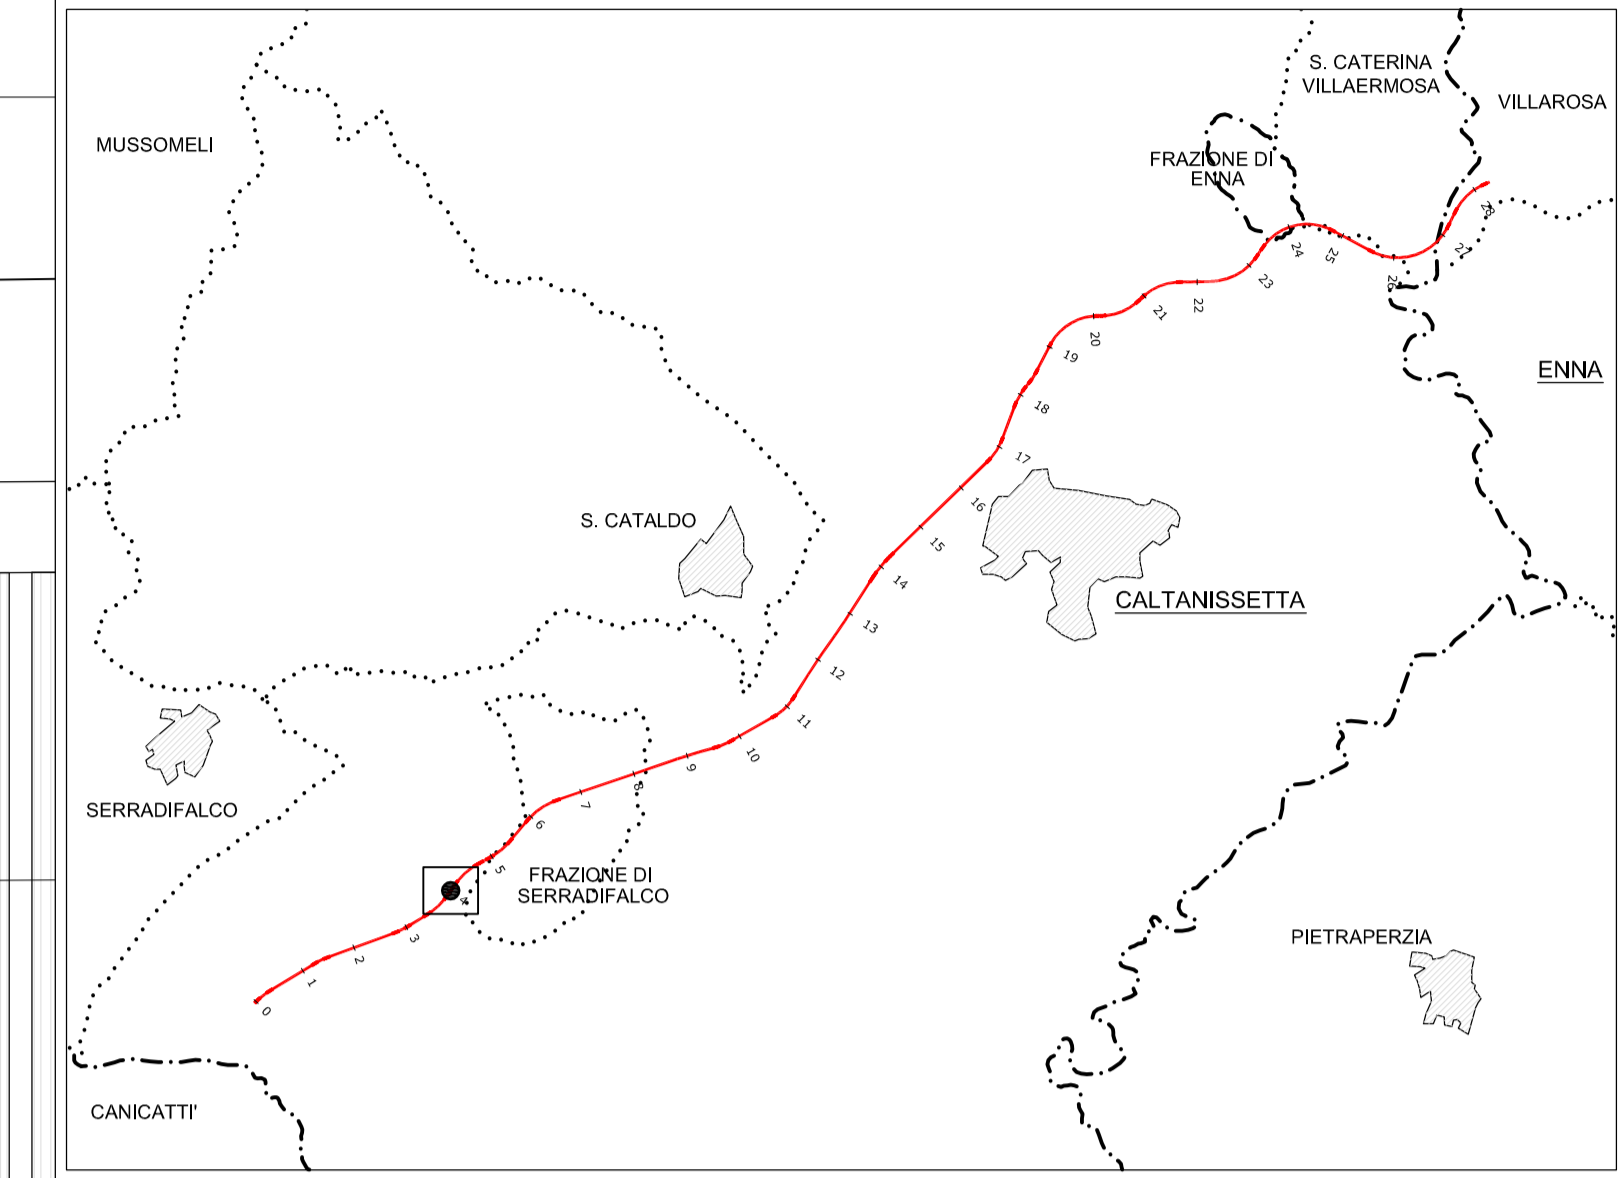 S. CATERINA
VILLAERMOSA
VILLAROSA
MUSSOMELI
FRAZIONE DI
ENNA
ENNA
S. CATALDO
CALTANISSETTA
SERRADIFALCO
FRAZIONE DI
SERRADIFALCO
PIETRAPERZIA
CANICATTI'
0
1
2
3
4
5
6
7
8
9
10
11
12
13
14
15
16
17
18
19
20
21
22
23
24
25
26
27
28